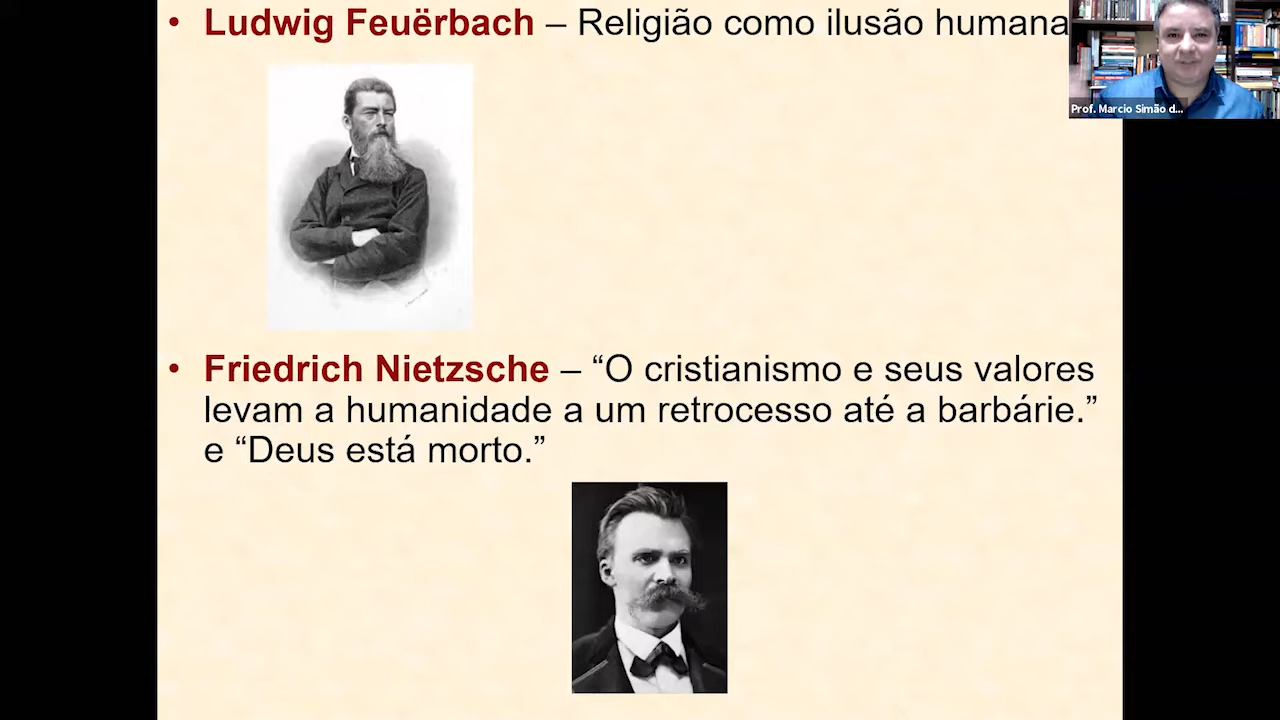 • Ludwig Feuërbach – Religião como ilusão humana
Prof. Marcio Simão d...
• Friedrich Nietzsche – “O cristianismo e seus valores
levam a humanidade a um retrocesso até a barbárie.”
e “Deus está morto.”